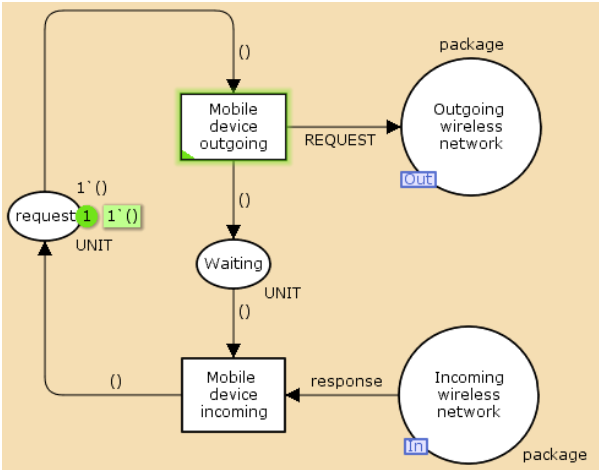 ()
package
Mobile
device
outgoing
REQUEST
Outgoing
wireless
network
Out
1`()
request
1
1`()
UNIT
()
Waiting
UNIT
()
Mobile
device
incoming
()
response
Incoming
wireless
network
In
package